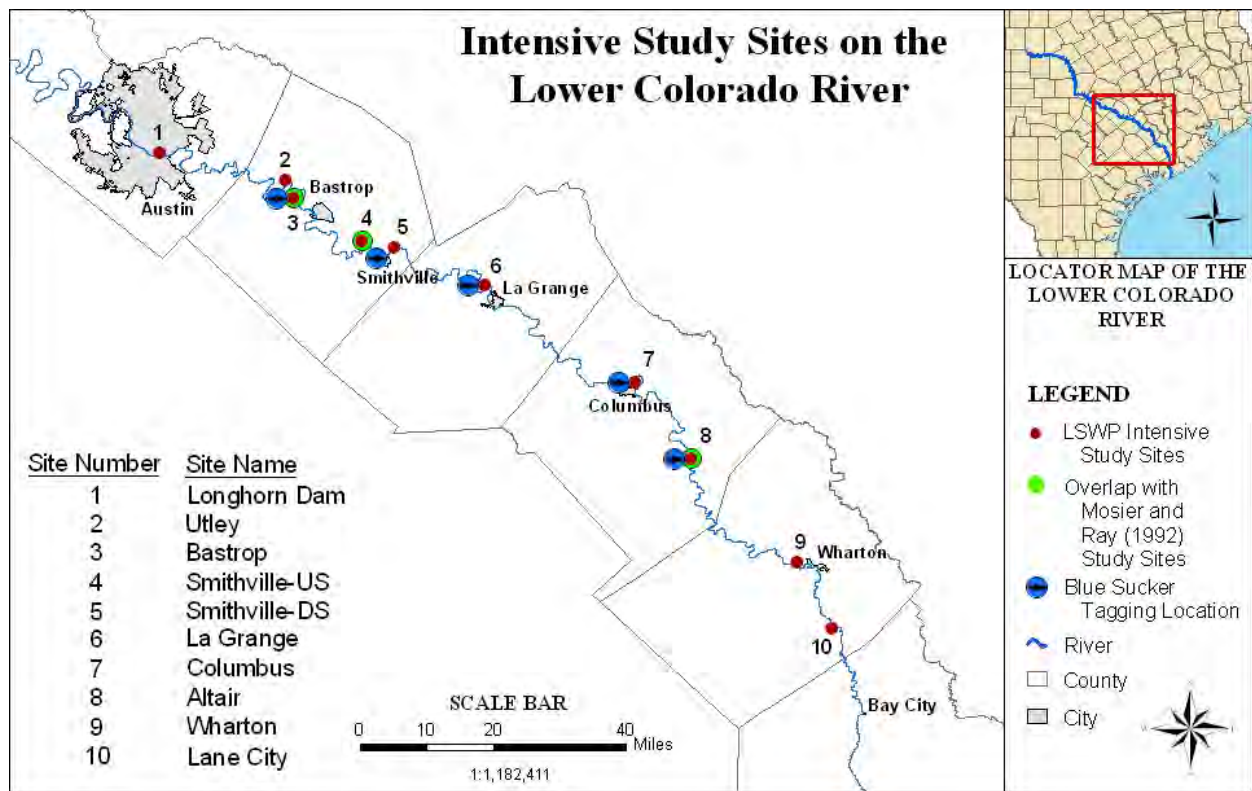 Intensive Study Sites on the
Lower Colorado River
1
Austin
2
Bastrop
3
4
5
Smithville
6
La Grange
7
Columbus
8
9
Wharton
10
Bay City
Site Number Site Name
1 Longhorn Dam
2 Utley
3 Bastrop
4 Smithville-US
5 Smithville-DS
6 La Grange
7 Columbus
8 Altair
9 Wharton
10 Lane City
SCALE BAR
0 10 20 40
Miles
1:1,182,411
LOCATOR MAP OF THE
LOWER COLORADO
RIVER
LEGEND
LSWP Intensive
Study Sites
Overlap with
Mosier and
Ray (1992)
Study Sites
Blue Sucker
Tagging Location
River
County
City